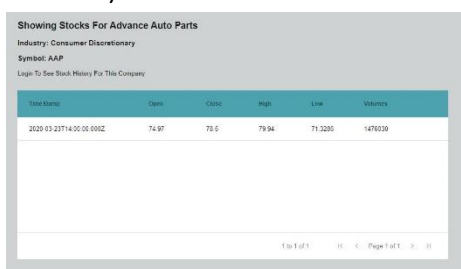 Showing Stocks For Advance Auto Parts
Industry: Consumer Discretionary
Symbol: AAP
Login To See Stock History For This Company
Time Stamp Open Close High Low Volumes
2020-03-23T14:00:00.000Z 74.97 78.6 79.94 71.3286 1476030
1 to 1 of 1 Page 1 of 1